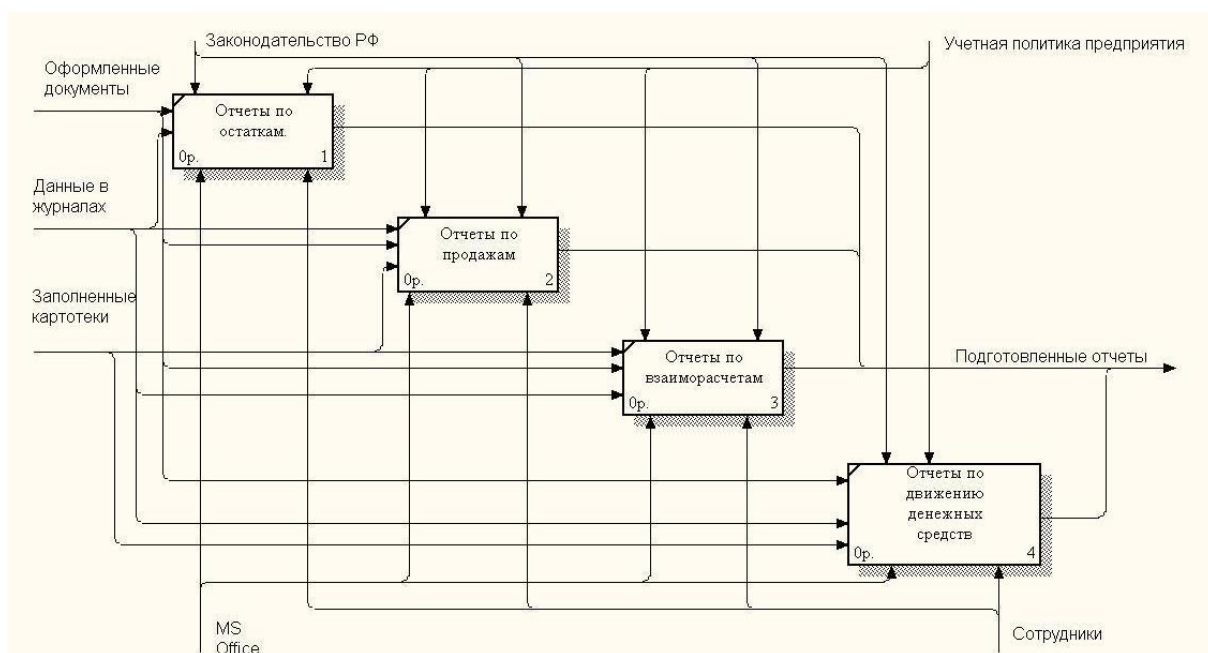 Законодательство РФ
Учетная политика предприятия
Оформленные
документы
Отчеты по
остаткам.
0р.
1
Данные в
журналах
Отчеты по
продажам
0р.
2
Заполненные
картотеки
Отчеты по
взаиморасчетам
0р.
3
Подготовленные отчеты
Отчеты по
движению
денежных
средств
0р.
4
MS
Office
Сотрудники